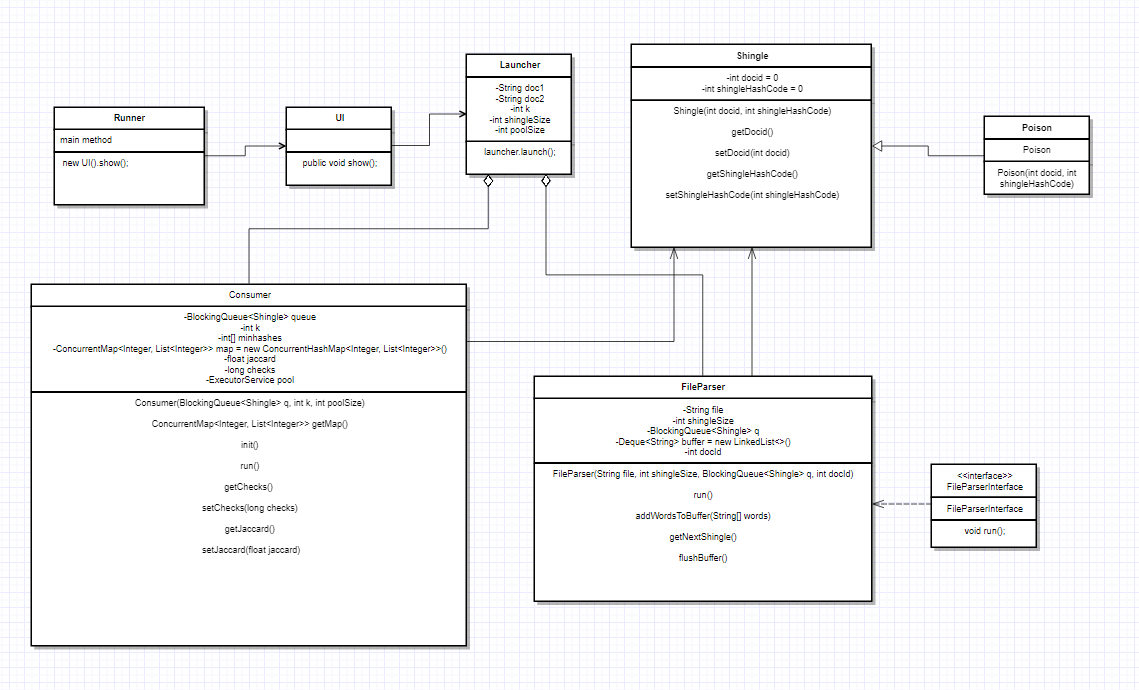 Runner
main method
new UI().show();
UI
public void show();
Launcher
-String doc1
-String doc2
-int k
-int shingleSize
-int poolSize
launcher.launch();
Shingle
-int docid = 0
-int shingleHashCode = 0
Shingle(int docid, int shingleHashCode)
getDocid()
setDocid(int docid)
getShingleHashCode()
setShingleHashCode(int shingleHashCode)
Poison
Poison
Poison(int docid, int
shingleHashCode)
Consumer
-BlockingQueue<Shingle> queue
-int k
-int[] minhashes
-ConcurrentMap<Integer, List<Integer>> map = new ConcurrentHashMap<Integer, List<Integer>>()
-float jaccard
-long checks
-ExecutorService pool
Consumer(BlockingQueue<Shingle> q, int k, int poolSize)
ConcurrentMap<Integer, List<Integer>> getMap()
init()
run()
getChecks()
setChecks(long checks)
getJaccard()
setJaccard(float jaccard)
FileParser
-String file
-int shingleSize
-BlockingQueue<Shingle> q
-Deque<String> buffer = new LinkedList<>()
-int docId
FileParser(String file, int shingleSize, BlockingQueue<Shingle> q, int docId)
run()
addWordsToBuffer(String[] words)
getNextShingle()
flushBuffer()
<<interface>>
FileParserInterface
FileParserInterface
void run();